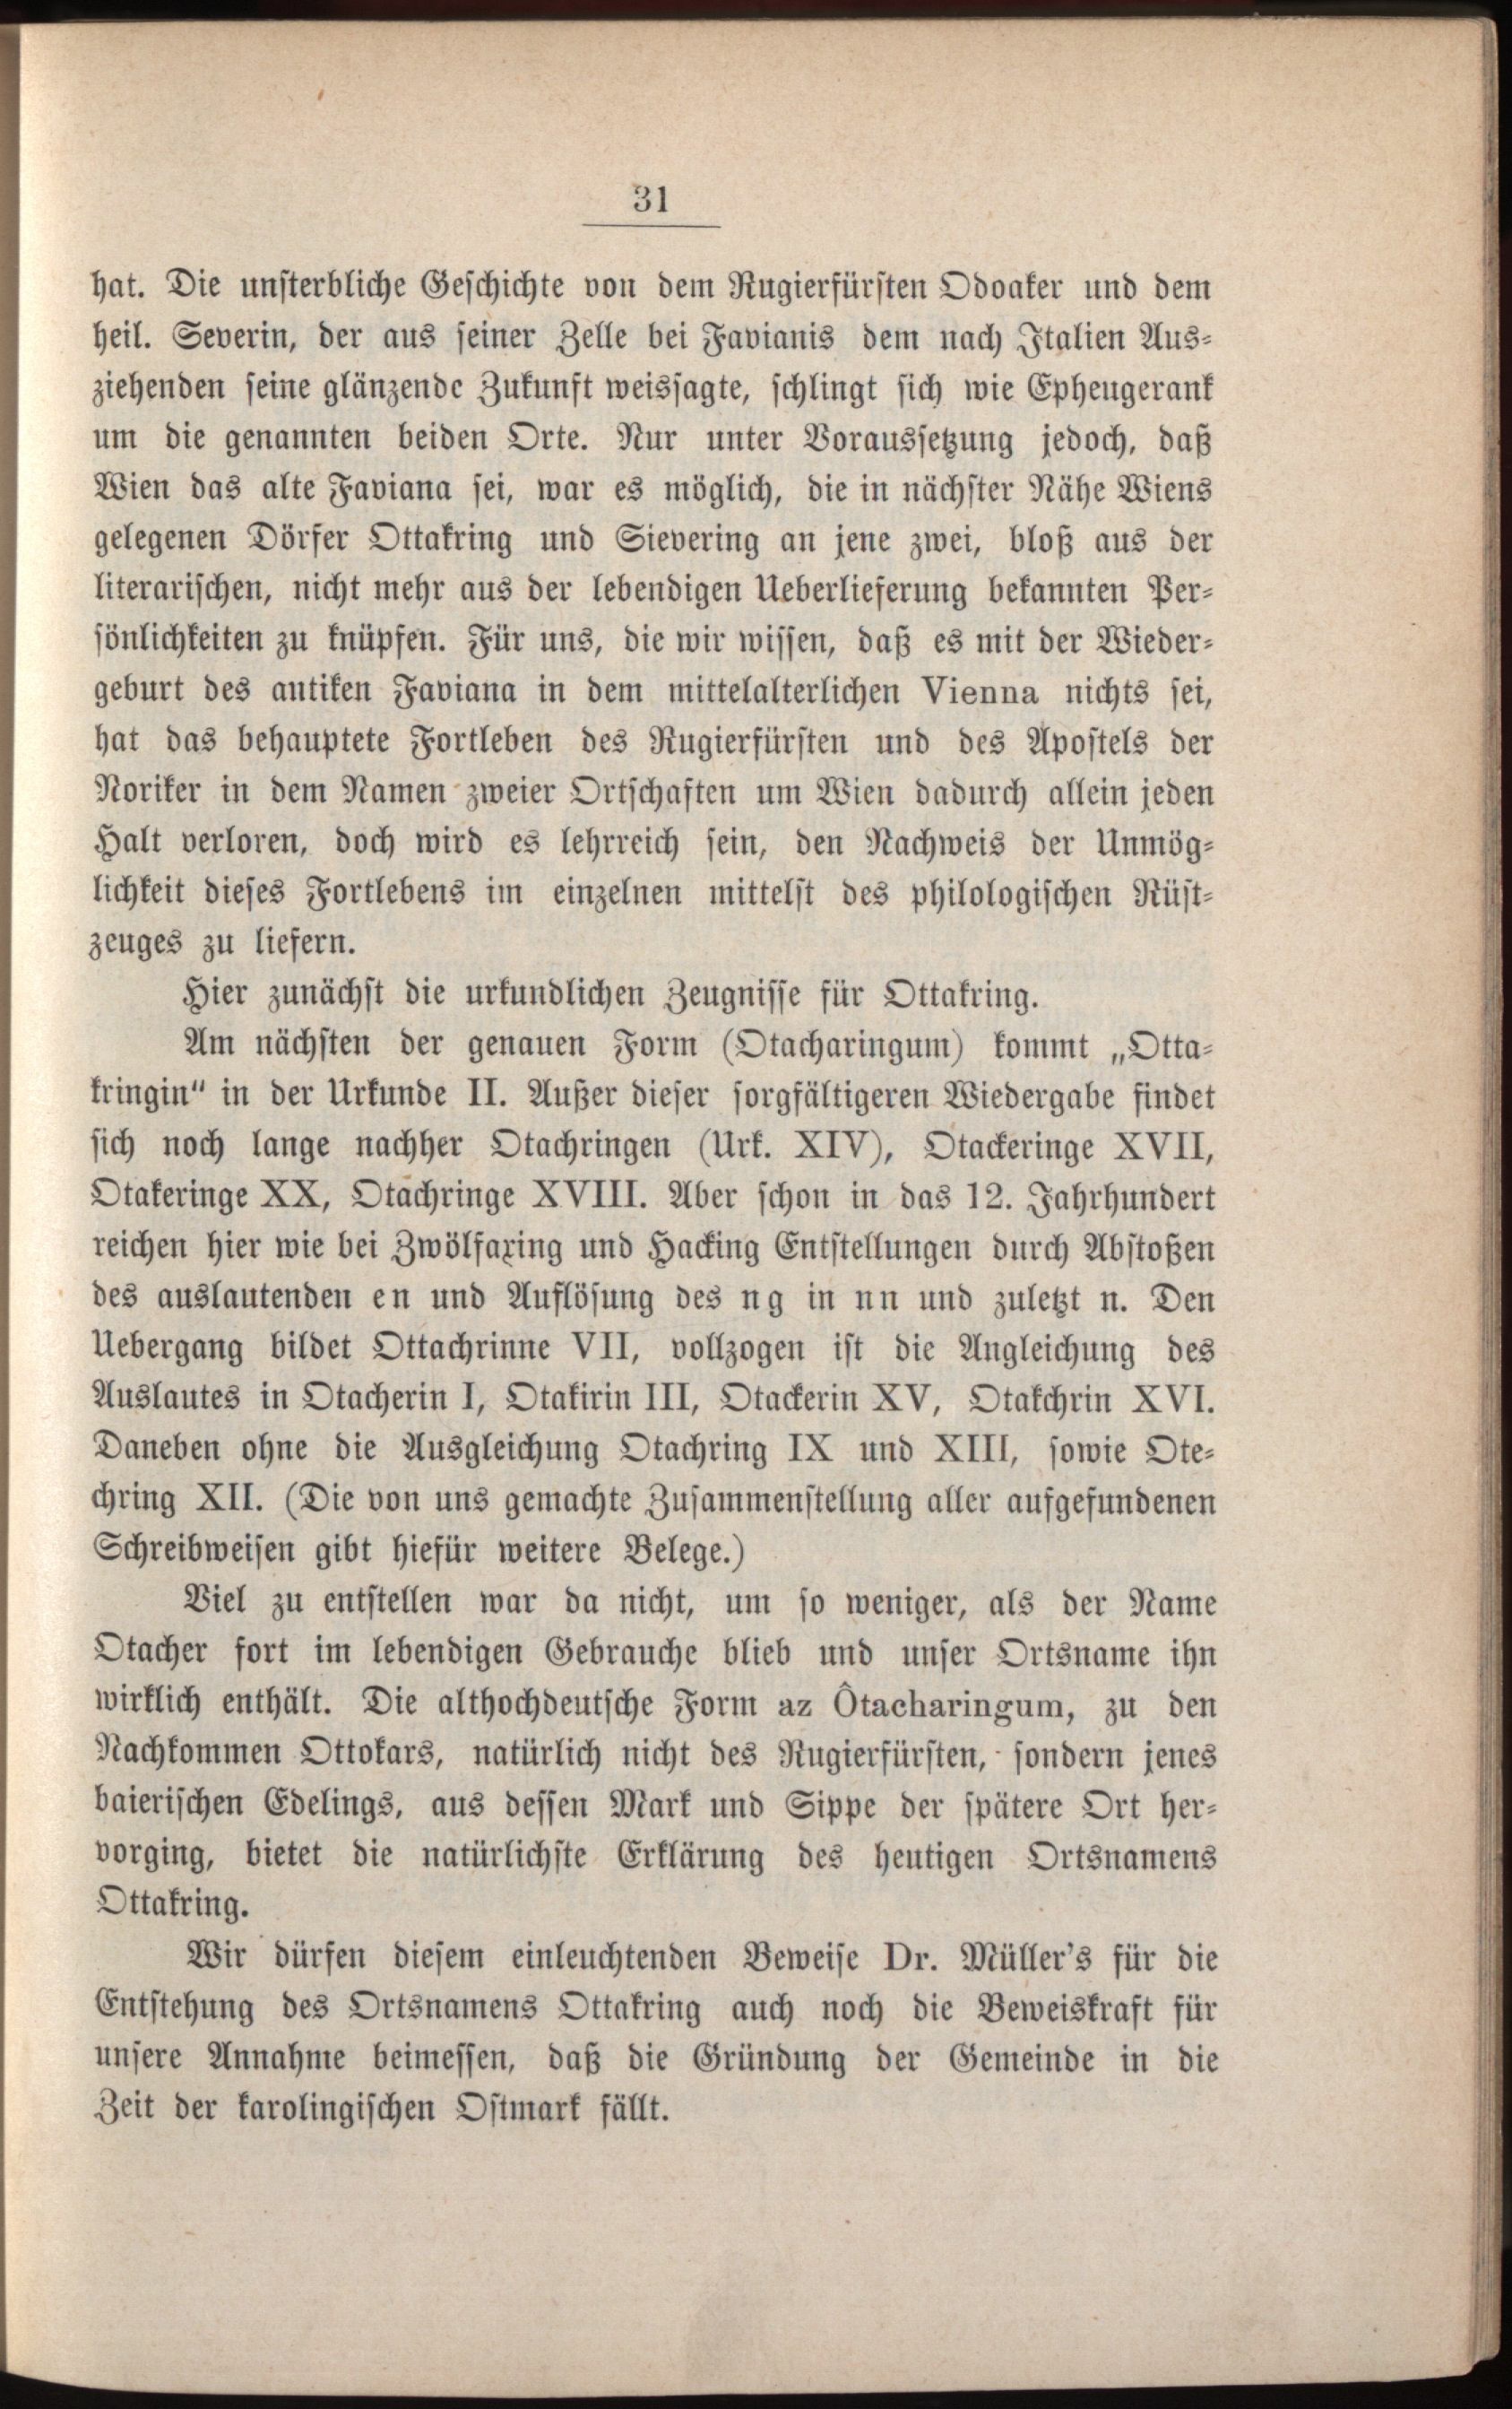 31
hat. Die unsterbliche Geschichte von dem Rugierfürsten Odoaker und dem
heil. Severin, der aus seiner Zelle bei Favianis dem nach Italien Aus-
ziehenden seine glänzende Zukunft weissagte, schlingt sich wie Epheugerank
um die genannten beiden Orte. Nur unter Voraussetzung jedoch, daß
Wien das alte Faviana sei, war es möglich, die in nächster Nähe Wiens
gelegenen Dörfer Ottakring und Sievering an jene zwei, bloß aus der
literarischen, nicht mehr aus der lebendigen Ueberlieferung bekannten Per-
sönlichkeiten zu knüpfen. Für uns, die wir wissen, daß es mit der Wieder-
geburt des antiken Faviana in dem mittelalterlichen Vienna nichts sei,
hat das behauptete Fortleben des Rugierfürsten und des Apostels der
Noriker in dem Namen zweier Ortschaften um Wien dadurch allein jeden
Halt verloren, doch wird es lehrreich sein, den Nachweis der Unmög-
lichkeit dieses Fortlebens im einzelnen mittelst des philologischen Rüst-
zeuges zu liefern.
Hier zunächst die urkundlichen Zeugnisse für Ottakring.
Am nächsten der genauen Form (Otacharingum) kommt „Otta-
kringin“ in der Urkunde II. Außer dieser sorgfältigeren Wiedergabe findet
sich noch lange nachher Otachringen (Urk. XIV), Otackeringe XVII,
Otakeringe XX, Otachringe XVIII. Aber schon in das 12. Jahrhundert
reichen hier wie bei Zwölfaxing und Hacking Entstellungen durch Abstoßen
des auslautenden en und Auflösung des ng in nn und zuletzt n. Den
Uebergang bildet Ottachrinne VII, vollzogen ist die Angleichung des
Auslautes in Otacherin I, Otakirin III, Otackerin XV, Otakchrin XVI.
Daneben ohne die Ausgleichung Otachring IX und XIII, sowie Ote-
chring XII. (Die von uns gemachte Zusammenstellung aller aufgefundenen
Schreibweisen gibt hiefür weitere Belege.)
Viel zu entstellen war da nicht, um so weniger, als der Name
Otacher fort im lebendigen Gebrauche blieb und unser Ortsname ihn
wirklich enthält. Die althochdeutsche Form az Ôtacharingum, zu den
Nachkommen Ottokars, natürlich nicht des Rugierfürsten, sondern jenes
baierischen Edelings, aus dessen Mark und Sippe der spätere Ort her-
vorging, bietet die natürlichste Erklärung des heutigen Ortsnamens
Ottakring.
Wir dürfen diesem einleuchtenden Beweise Dr. Müller's für die
Entstehung des Ortsnamens Ottakring auch noch die Beweiskraft für
unsere Annahme beimessen, daß die Gründung der Gemeinde in die
Zeit der karolingischen Ostmark fällt.